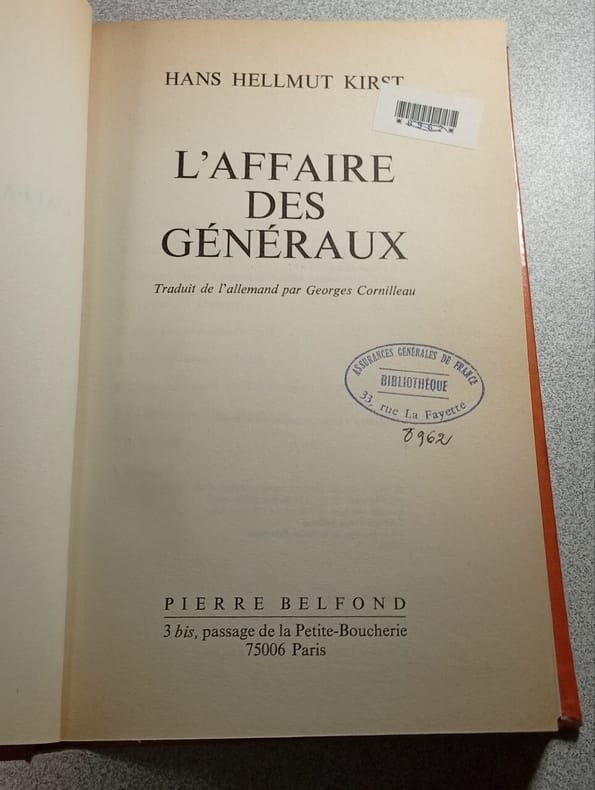 HANS HELLMUT KIRST
*8962*
L'AFFAIRE
DES
GÉNÉRAUX
Traduit de l'allemand par Georges Cornilleau
ASSURANCES GÉNÉRALES DE FRANCE
BIBLIOTHÈQUE
33, rue La Fayette
8962
PIERRE BELFOND
3 bis, passage de la Petite-Boucherie
75006 Paris